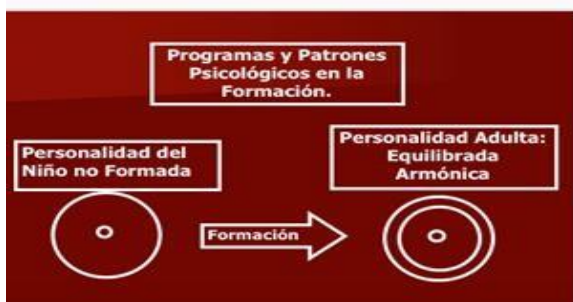 Programas y Patrones
Psicológicos en la
Formación.
Personalidad del
Niño no Formada
Personalidad Adulta:
Equilibrada
Armónica
Formación